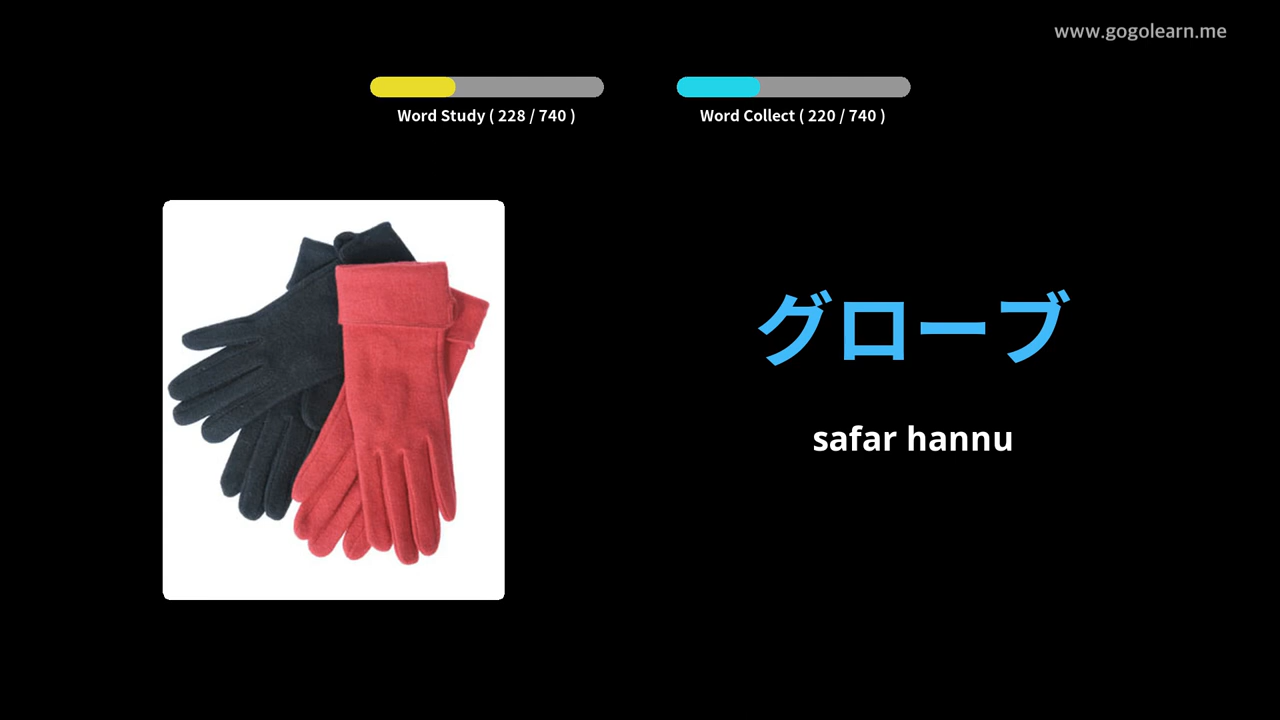 www.gogolearn.me
Word Study ( 228 / 740 )
Word Collect ( 220 / 740 )
グローブ
safar hannu